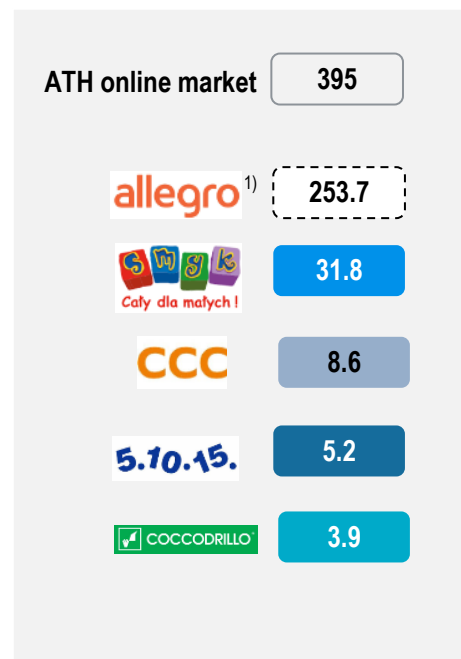 ATH online market 395
allegro 1) 253.7
smyk 31.8
Cały dla małych !
CCC 8.6
5.10.15. 5.2
COCCODRILLO 3.9